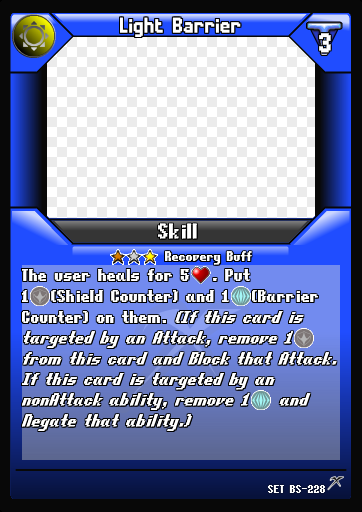 Light Barrier
3
Skill
Recovery Buff
The user heals for 5. Put
1(Shield Counter) and 1(Barrier
Counter) on them. (If this card is
targeted by an Attack, remove 1
from this card and Block that Attack.
If this card is targeted by an
nonAttack ability, remove 1 and
Negate that ability.)
SET BS-228